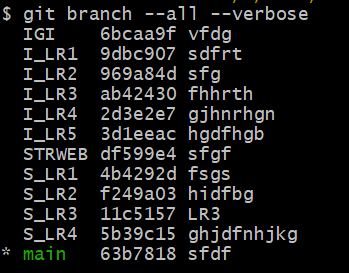 $ git branch --all --verbose
IGI 6bcaa9f vfdg
I_LR1 9dbc907 sdfrt
I_LR2 969a84d sfg
I_LR3 ab42430 fhhrth
I_LR4 2d3e2e7 gjhnrhgn
I_LR5 3d1eeac hgdfhgb
STRWEB df599e4 sfgf
S_LR1 4b4292d fsgs
S_LR2 f249a03 hidfbg
S_LR3 11c5157 LR3
S_LR4 5b39c15 ghjdfnhjkg
* main 63b7818 sfdf